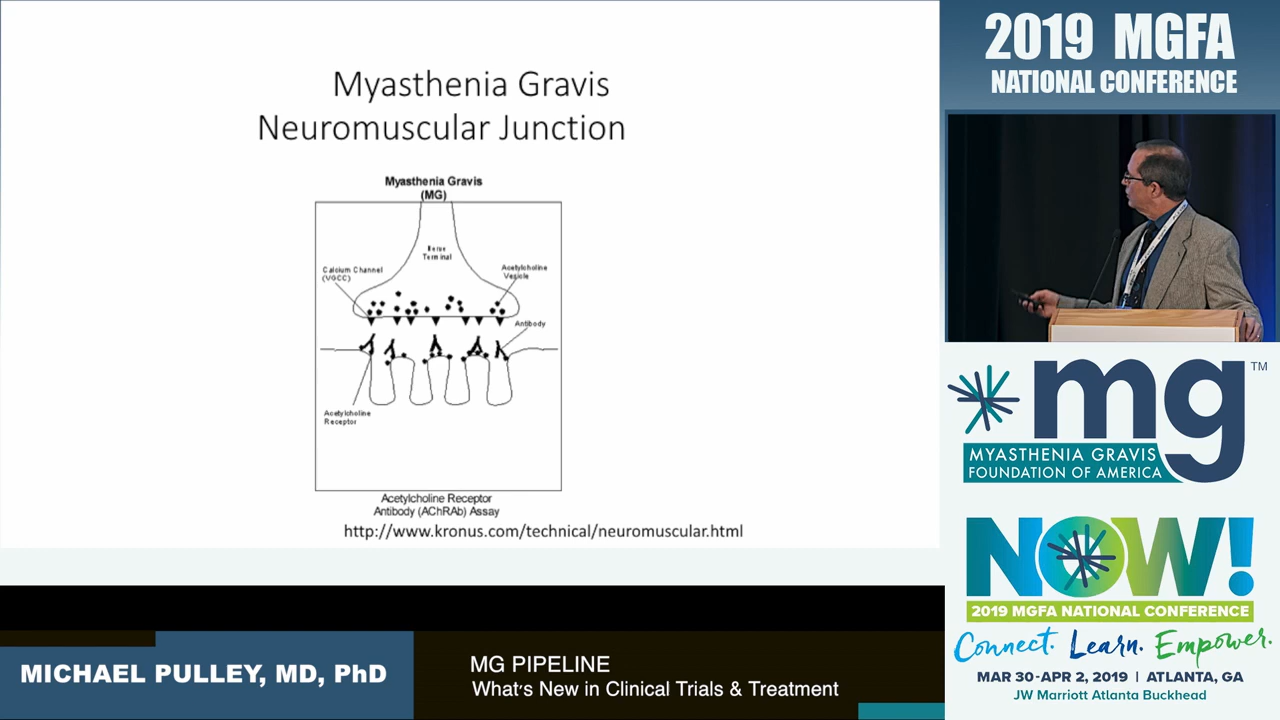 Myasthenia Gravis
Neuromuscular Junction
Myasthenia Gravis
(MG)
Nerve
Terminal
Calcium Channel
(VGCC)
Acetylcholine
Vesicle
Antibody
Acetylcholine
Receptor
Acetylcholine Receptor
Antibody (AChRAb) Assay
http://www.kronus.com/technical/neuromuscular.html
2019 MGFA
NATIONAL CONFERENCE
mg™
MYASTHENIA GRAVIS
FOUNDATION OF AMERICA
NOW!
2019 MGFA NATIONAL CONFERENCE
Connect. Learn. Empower.
MAR 30-APR 2, 2019 | ATLANTA, GA
JW Marriott Atlanta Buckhead
MICHAEL PULLEY, MD, PhD
MG PIPELINE
What's New in Clinical Trials & Treatment